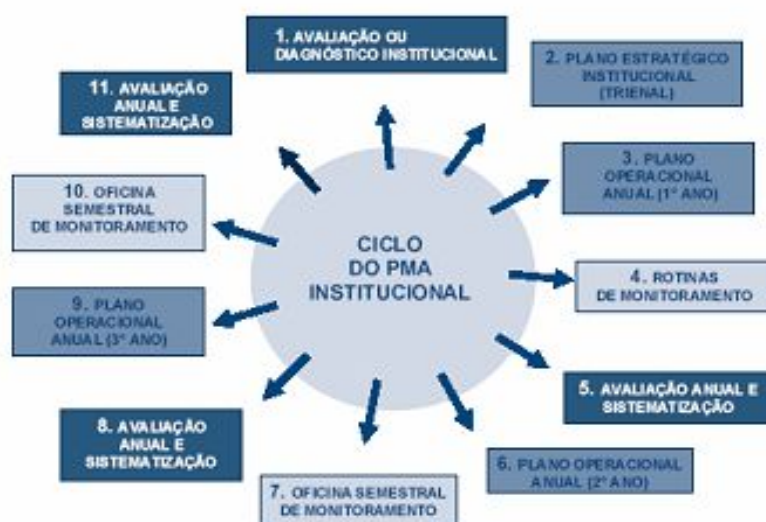 1. AVALIAÇÃO OU
DIAGNÓSTICO INSTITUCIONAL
2. PLANO ESTRATÉGICO
INSTITUCIONAL
(TRIENAL)
3. PLANO
OPERACIONAL
ANUAL (1º ANO)
4. ROTINAS
DE MONITORAMENTO
5. AVALIAÇÃO ANUAL E
SISTEMATIZAÇÃO
6. PLANO OPERACIONAL
ANUAL (2º ANO)
7. OFICINA SEMESTRAL
DE MONITORAMENTO
8. AVALIAÇÃO
ANUAL E
SISTEMATIZAÇÃO
9. PLANO
OPERACIONAL
ANUAL (3º ANO)
10. OFICINA
SEMESTRAL
DE MONITORAMENTO
11. AVALIAÇÃO
ANUAL E
SISTEMATIZAÇÃO
CICLO
DO PMA
INSTITUCIONAL